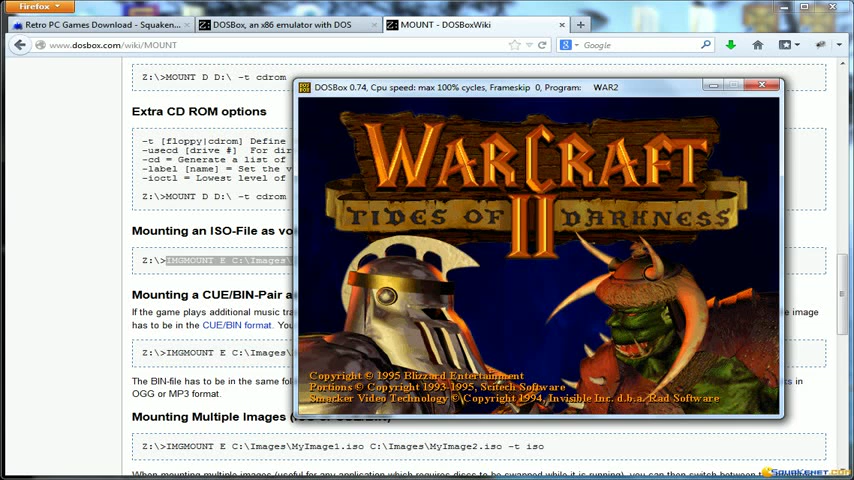 Firefox
Retro PC Games Download - Squaken...
DOSBox, an x86 emulator with DOS
MOUNT - DOSBoxWiki
www.dosbox.com/wiki/MOUNT
Google
Z:\>MOUNT D D:\ -t cdrom
Extra CD ROM options
-t [floppy|cdrom] Define
-usecd [drive #] For di
-cd = Generate a list of
-label [name] = Set the v
-ioctl = Lowest level of
Z:\>MOUNT D D:\ -t cdrom
Mounting an ISO-File as vo
Z:\>IMGMOUNT E C:\Images\
Mounting a CUE/BIN-Pair a
If the game plays additional music tra
e image
has to be in the CUE/BIN format. You
Z:\>IMGMOUNT E C:\Images\
The BIN-file has to be in the same fol
ks in
OGG or MP3 format.
Mounting Multiple Images (
Z:\>IMGMOUNT E C:\Images\MyImage1.iso C:\Images\MyImage2.iso -t iso
When mounting multiple images (useful for any application which requires discs to be swapped while it is running), you can then switch between
DOSBox 0.74, Cpu speed: max 100% cycles, Frameskip 0, Program: WAR2
WARCRAFT
II
TIDES OF DARKNESS
Copyright © 1995 Blizzard Entertainment
Portions © Copyright 1993-1995, Scitech Software
Smacker Video Technology © Copyright 1994, Invisible Inc. d.b.a. Rad Software
SQUAKENET.COM